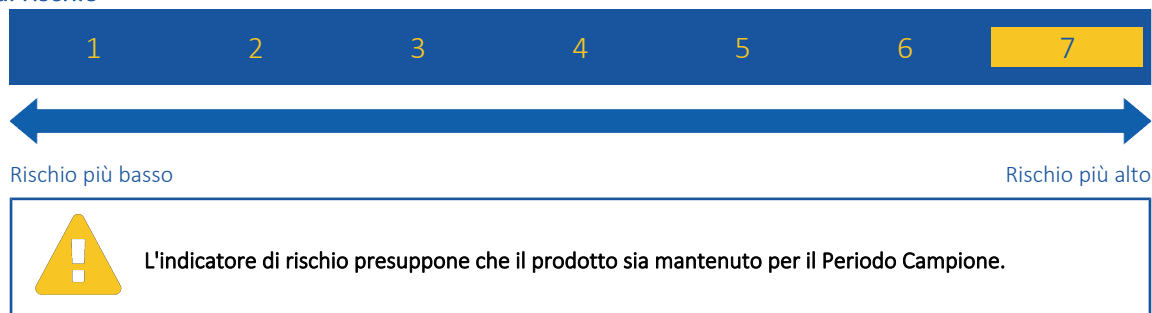 1 2 3 4 5 6 7
Rischio più basso Rischio più alto
L'indicatore di rischio presuppone che il prodotto sia mantenuto per il Periodo Campione.